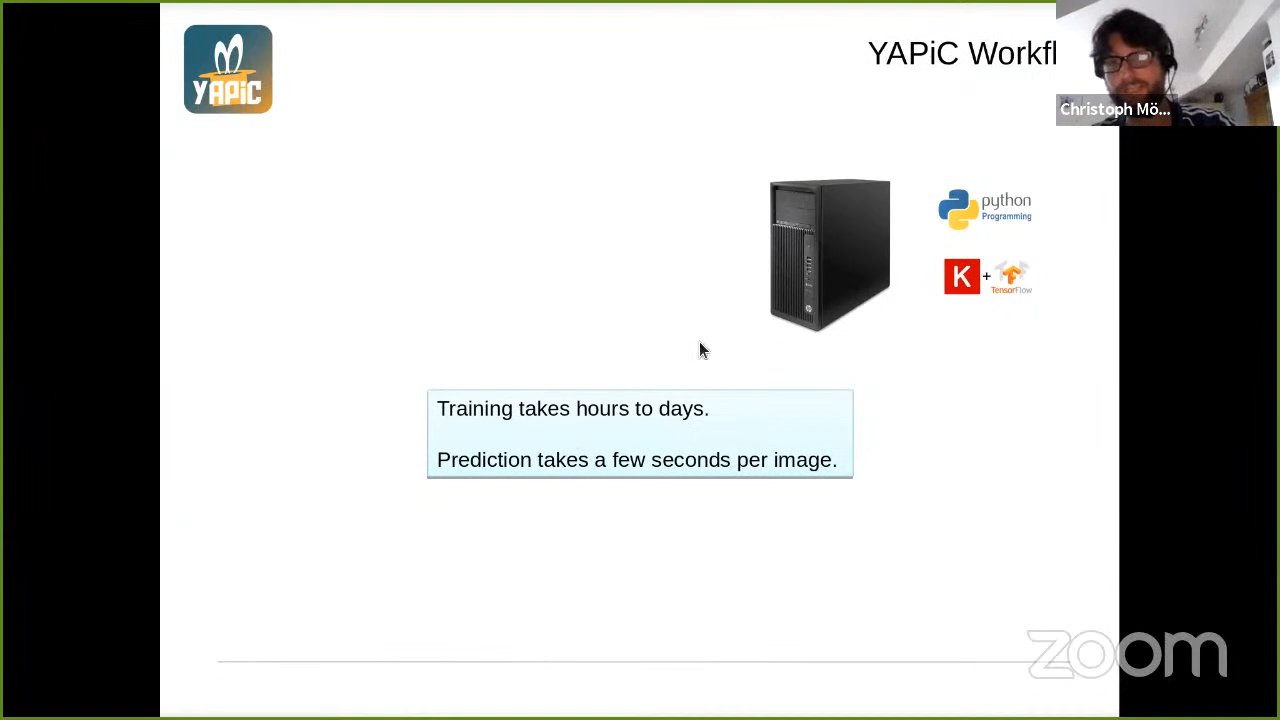 YAPiC
YAPiC Workfl
Christoph Mö...
python
Programming
K + TensorFlow
Training takes hours to days.
Prediction takes a few seconds per image.
zoom